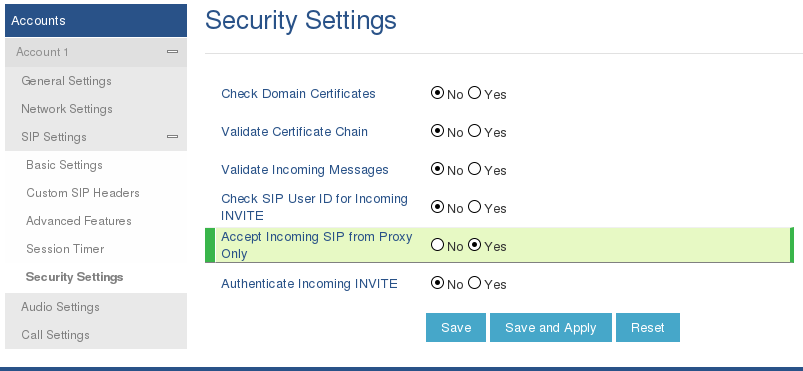 Accounts
Account 1
General Settings
Network Settings
SIP Settings
Basic Settings
Custom SIP Headers
Advanced Features
Session Timer
Security Settings
Audio Settings
Call Settings
Security Settings
Check Domain Certificates No Yes
Validate Certificate Chain No Yes
Validate Incoming Messages No Yes
Check SIP User ID for Incoming
INVITE No Yes
Accept Incoming SIP from Proxy
Only No Yes
Authenticate Incoming INVITE No Yes
Save Save and Apply Reset